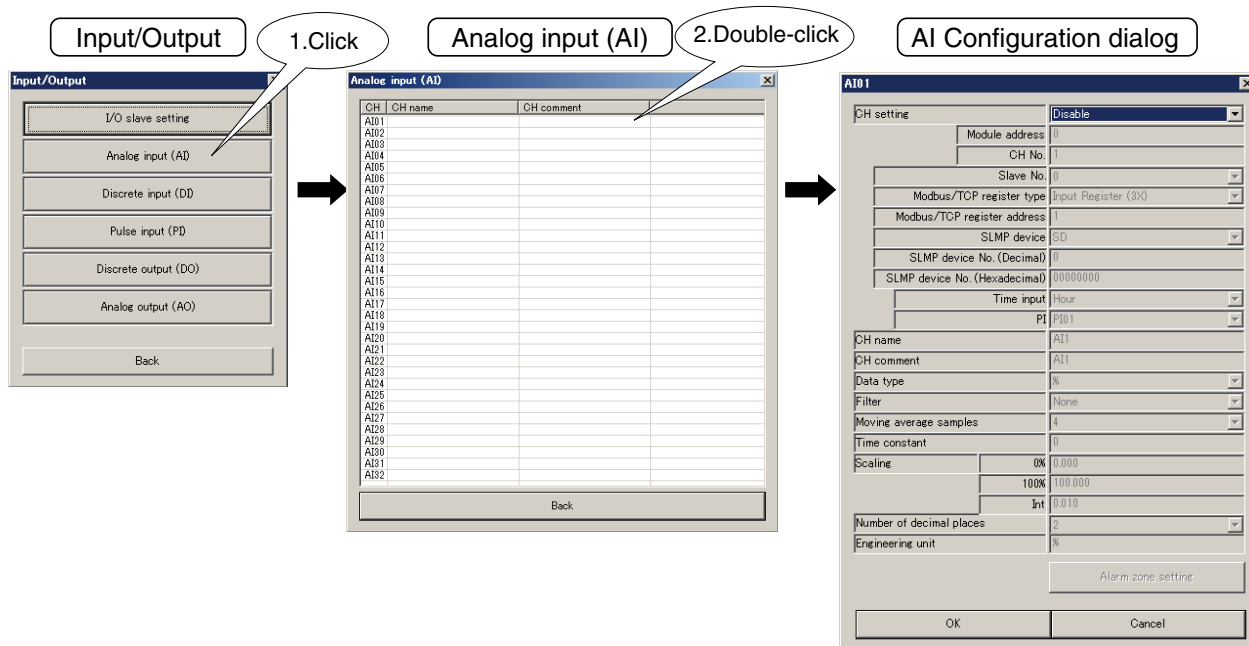 Input/Output
1.Click
Analog input (AI)
2.Double-click
AI Configuration dialog
Input/Output
I/O slave setting
Analog input (AI)
Discrete input (DI)
Pulse input (PI)
Discrete output (DO)
Analog output (AO)
Back
Analog input (AI)
CH CH name CH comment
AI01
AI02
AI03
AI04
AI05
AI06
AI07
AI08
AI09
AI10
AI11
AI12
AI13
AI14
AI15
AI16
AI17
AI18
AI19
AI20
AI21
AI22
AI23
AI24
AI25
AI26
AI27
AI28
AI29
AI30
AI31
AI32
Back
AI01
CH setting Disable
Module address 0
CH No. 1
Slave No. 0
Modbus/TCP register type Input Register (3X)
Modbus/TCP register address 1
SLMP device SD
SLMP device No. (Decimal) 0
SLMP device No. (Hexadecimal) 00000000
Time input Hour
PI PI01
CH name AI1
CH comment AI1
Data type %
Filter None
Moving average samples 4
Time constant 0
Scaling 0% 0.000
100% 100.000
Int 0.010
Number of decimal places 2
Engineering unit %
Alarm zone setting
OK Cancel